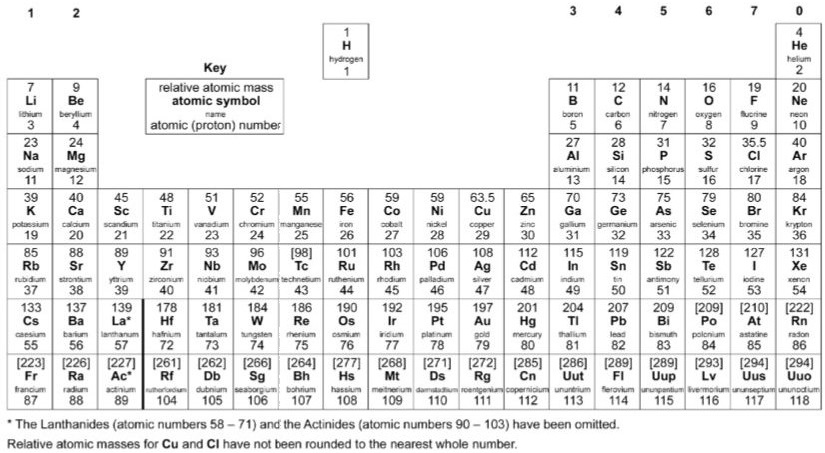 1 2 3 4 5 6 7 0
1 4
H He
hydrogen helium
1 2
Key
relative atomic mass
atomic symbol
name
atomic (proton) number
7 9 11 12 14 16 19 20
Li Be B C N O F Ne
lithium beryllium boron carbon nitrogen oxygen fluorine neon
3 4 5 6 7 8 9 10
23 24 27 28 31 32 35.5 40
Na Mg Al Si P S Cl Ar
sodium magnesium aluminium silicon phosphorus sulfur chlorine argon
11 12 13 14 15 16 17 18
39 40 45 48 51 52 55 56 59 59 63.5 65 70 73 75 79 80 84
K Ca Sc Ti V Cr Mn Fe Co Ni Cu Zn Ga Ge As Se Br Kr
potassium calcium scandium titanium vanadium chromium manganese iron cobalt nickel copper zinc gallium germanium arsenic selenium bromine krypton
19 20 21 22 23 24 25 26 27 28 29 30 31 32 33 34 35 36
85 88 89 91 93 96 [98] 101 103 106 108 112 115 119 122 128 127 131
Rb Sr Y Zr Nb Mo Tc Ru Rh Pd Ag Cd In Sn Sb Te I Xe
rubidium strontium yttrium zirconium niobium molybdenum technetium ruthenium rhodium palladium silver cadmium indium tin antimony tellurium iodine xenon
37 38 39 40 41 42 43 44 45 46 47 48 49 50 51 52 53 54
133 137 139 178 181 184 186 190 192 195 197 201 204 207 209 [209] [210] [222]
Cs Ba La* Hf Ta W Re Os Ir Pt Au Hg Tl Pb Bi Po At Rn
caesium barium lanthanum hafnium tantalum tungsten rhenium osmium iridium platinum gold mercury thallium lead bismuth polonium astatine radon
55 56 57 72 73 74 75 76 77 78 79 80 81 82 83 84 85 86
[223] [226] [227] [261] [262] [266] [264] [277] [268] [271] [272] [285] [286] [289] [289] [293] [294] [294]
Fr Ra Ac* Rf Db Sg Bh Hs Mt Ds Rg Cn Uut Fl Uup Lv Uus Uuo
francium radium actinium rutherfordium dubnium seaborgium bohrium hassium meitnerium darmstadtium roentgenium copernicium ununtrium flerovium ununpentium livermorium ununseptium ununoctium
87 88 89 104 105 106 107 108 109 110 111 112 113 114 115 116 117 118
* The Lanthanides (atomic numbers 58 – 71) and the Actinides (atomic numbers 90 – 103) have been omitted.
Relative atomic masses for Cu and Cl have not been rounded to the nearest whole number.